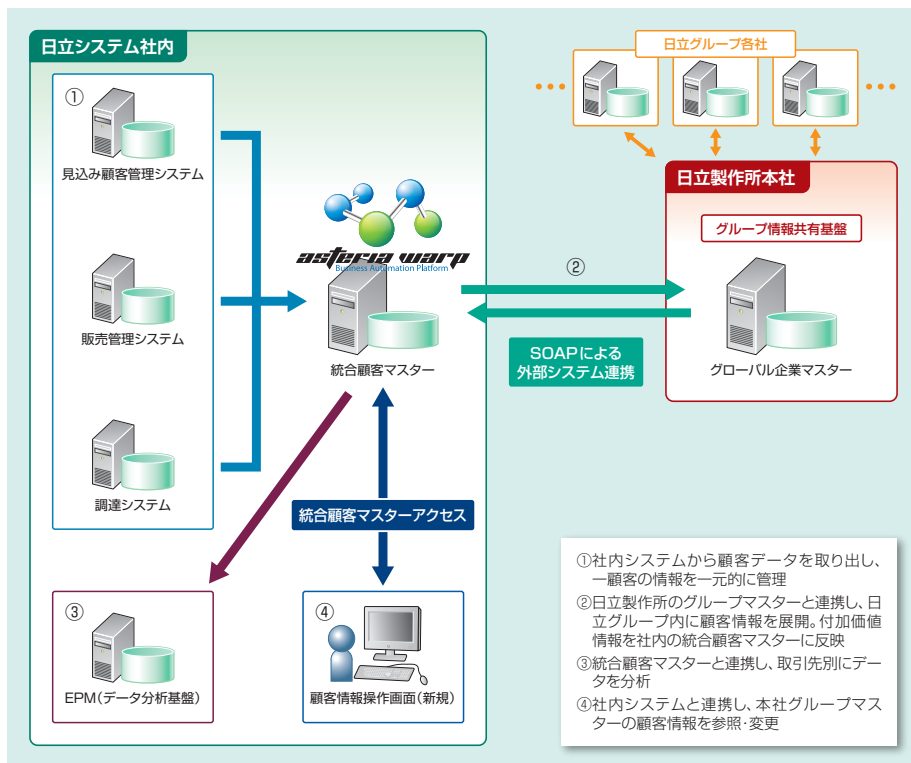 日立システム社内
日立グループ各社
①
見込み顧客管理システム
販売管理システム
調達システム
asteria warp
Business Automation Platform
統合顧客マスター
②
SOAPによる
外部システム連携
日立製作所本社
グループ情報共有基盤
グローバル企業マスター
統合顧客マスターアクセス
③
EPM（データ分析基盤）
④
顧客情報操作画面（新規）
①社内システムから顧客データを取り出し、
一顧客の情報を一元的に管理
②日立製作所のグループマスターと連携し、日
立グループ内に顧客情報を展開。付加価値
情報を社内の統合顧客マスターに反映
③統合顧客マスターと連携し、取引先別にデー
タを分析
④社内システムと連携し、本社グループマス
ターの顧客情報を参照・変更